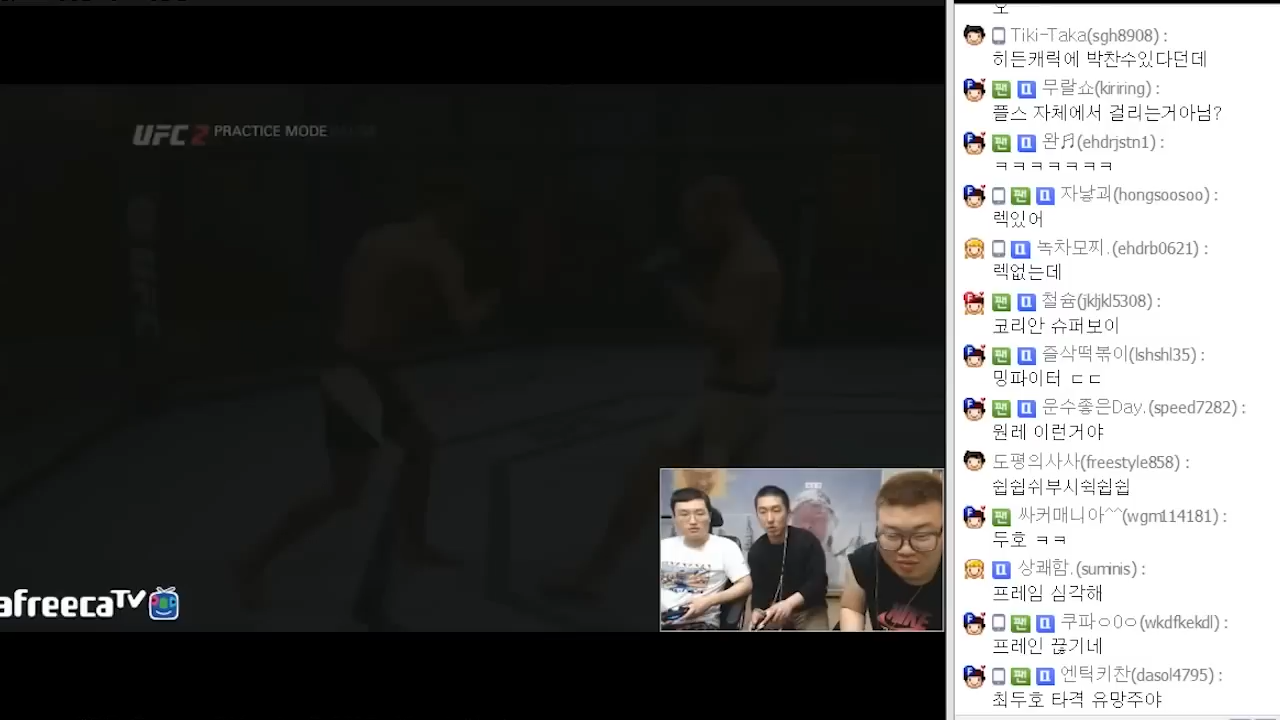 UFC 2 PRACTICE MODE
afreecaTV
오
Tiki-Taka(sgh8908) :
히든캐릭에 박찬수있다던데
무랄쇼(kiriring) :
플스 자체에서 걸리는거아님?
완♬(ehdrjstn1) :
ㅋㅋㅋㅋㅋㅋㅋ
자낳괴(hongsoosoo) :
렉있어
녹차모찌.(ehdrb0621) :
렉없는데
철슘(jkljkl5308) :
코리안 슈퍼보이
즐삭떡볶이(lshshl35) :
밍파이터 ㄷㄷ
운수좋은Day.(speed7282) :
원레 이런거야
도평의사사(freestyle858) :
쉽쉽쉬부시쉭쉽쉽
싸커매니아^^(wgm114181) :
두호 ㅋㅋ
상쾌함.(suminis) :
프레임 심각해
쿠파ㅇ0ㅇ(wkdfkekdl) :
프레인 끊기네
엔턱키찬(dasol4795) :
최두호 타격 유망주야